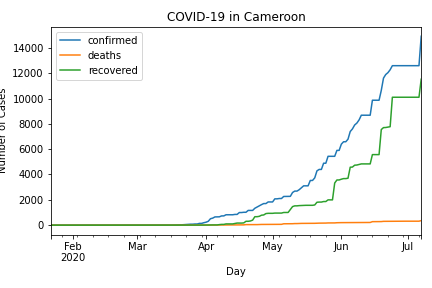 COVID-19 in Cameroon
confirmed
deaths
recovered
Number of Cases
14000
12000
10000
8000
6000
4000
2000
0
Feb
2020
Mar
Apr
May
Jun
Jul
Day